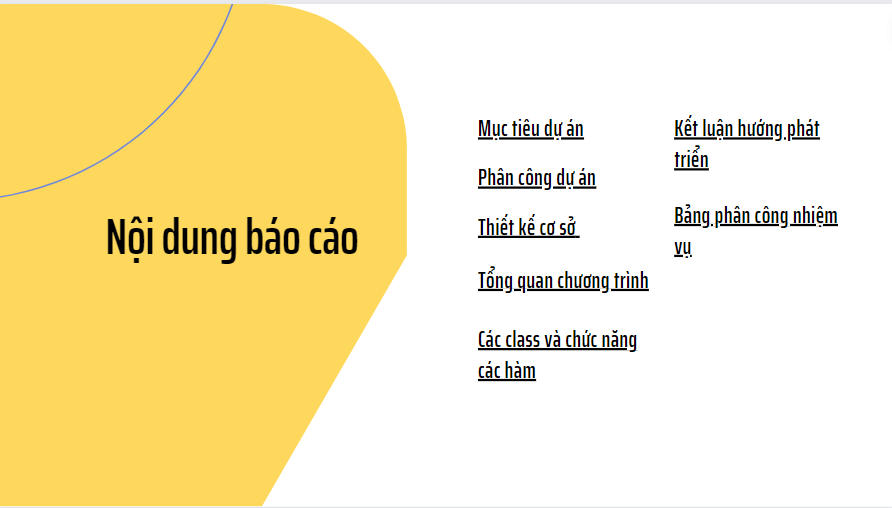 Nội dung báo cáo
Mục tiêu dự án
Phân công dự án
Thiết kế cơ sở
Tổng quan chương trình
Các class và chức năng
các hàm
Kết luận hướng phát
triển
Bảng phân công nhiệm
vụ